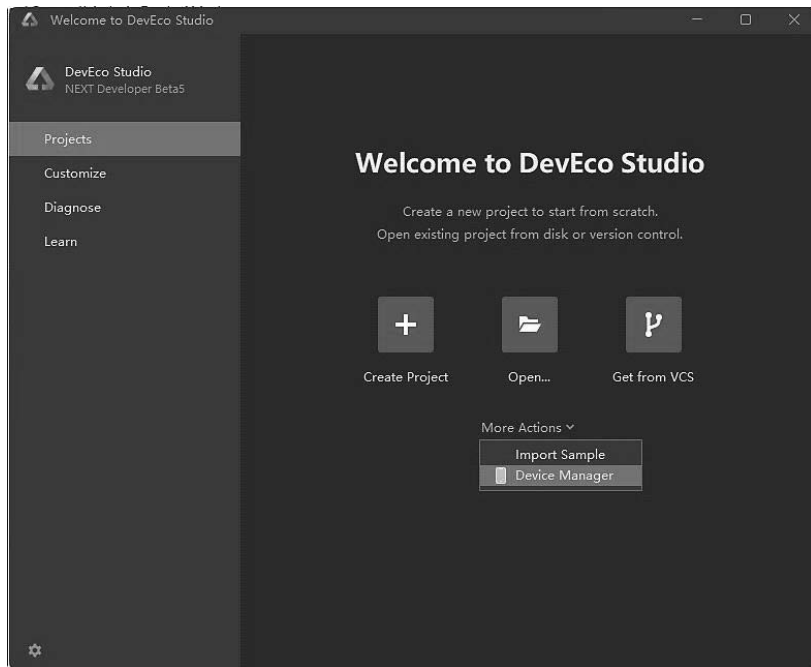 Welcome to DevEco Studio
DevEco Studio
NEXT Developer Beta5
Projects
Customize
Diagnose
Learn
Welcome to DevEco Studio
Create a new project to start from scratch.
Open existing project from disk or version control.
Create Project
Open...
Get from VCS
More Actions
Import Sample
Device Manager